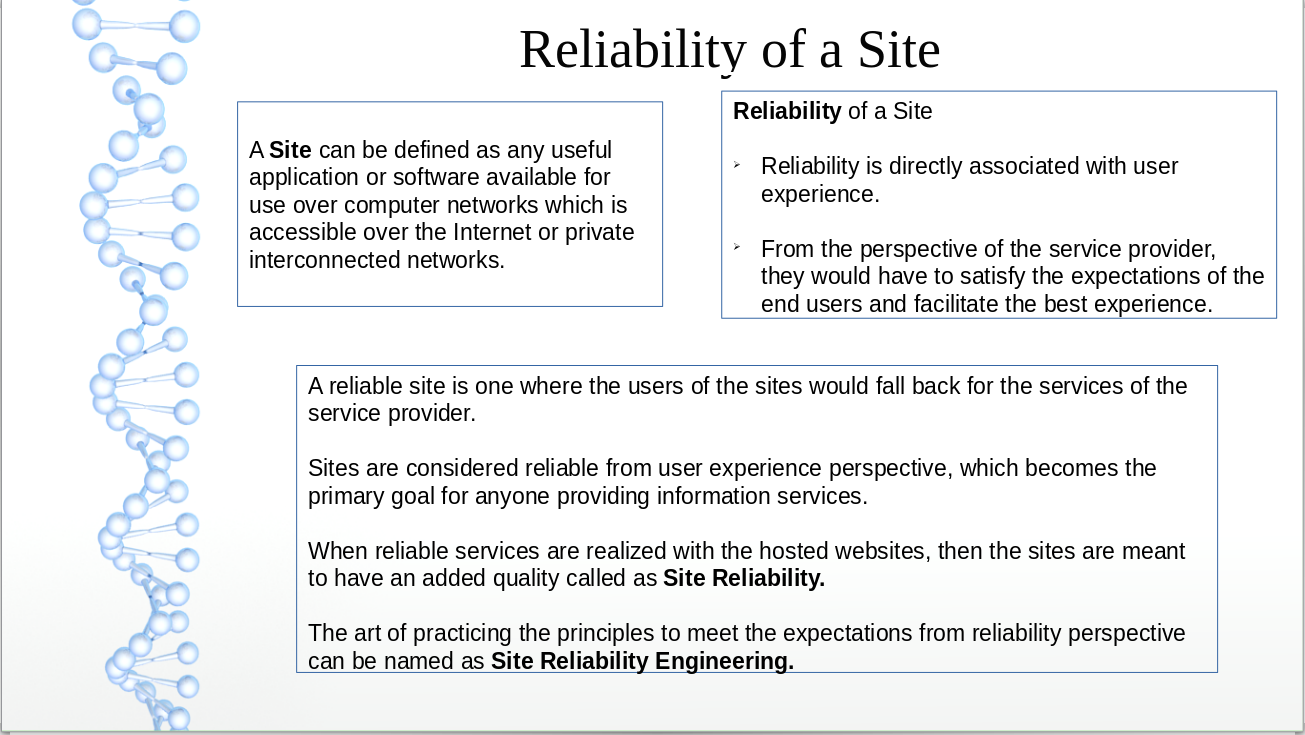 Reliability of a Site
A Site can be defined as any useful
application or software available for
use over computer networks which is
accessible over the Internet or private
interconnected networks.
Reliability of a Site
Reliability is directly associated with user
experience.
From the perspective of the service provider,
they would have to satisfy the expectations of the
end users and facilitate the best experience.
A reliable site is one where the users of the sites would fall back for the services of the
service provider.
Sites are considered reliable from user experience perspective, which becomes the
primary goal for anyone providing information services.
When reliable services are realized with the hosted websites, then the sites are meant
to have an added quality called as Site Reliability.
The art of practicing the principles to meet the expectations from reliability perspective
can be named as Site Reliability Engineering.